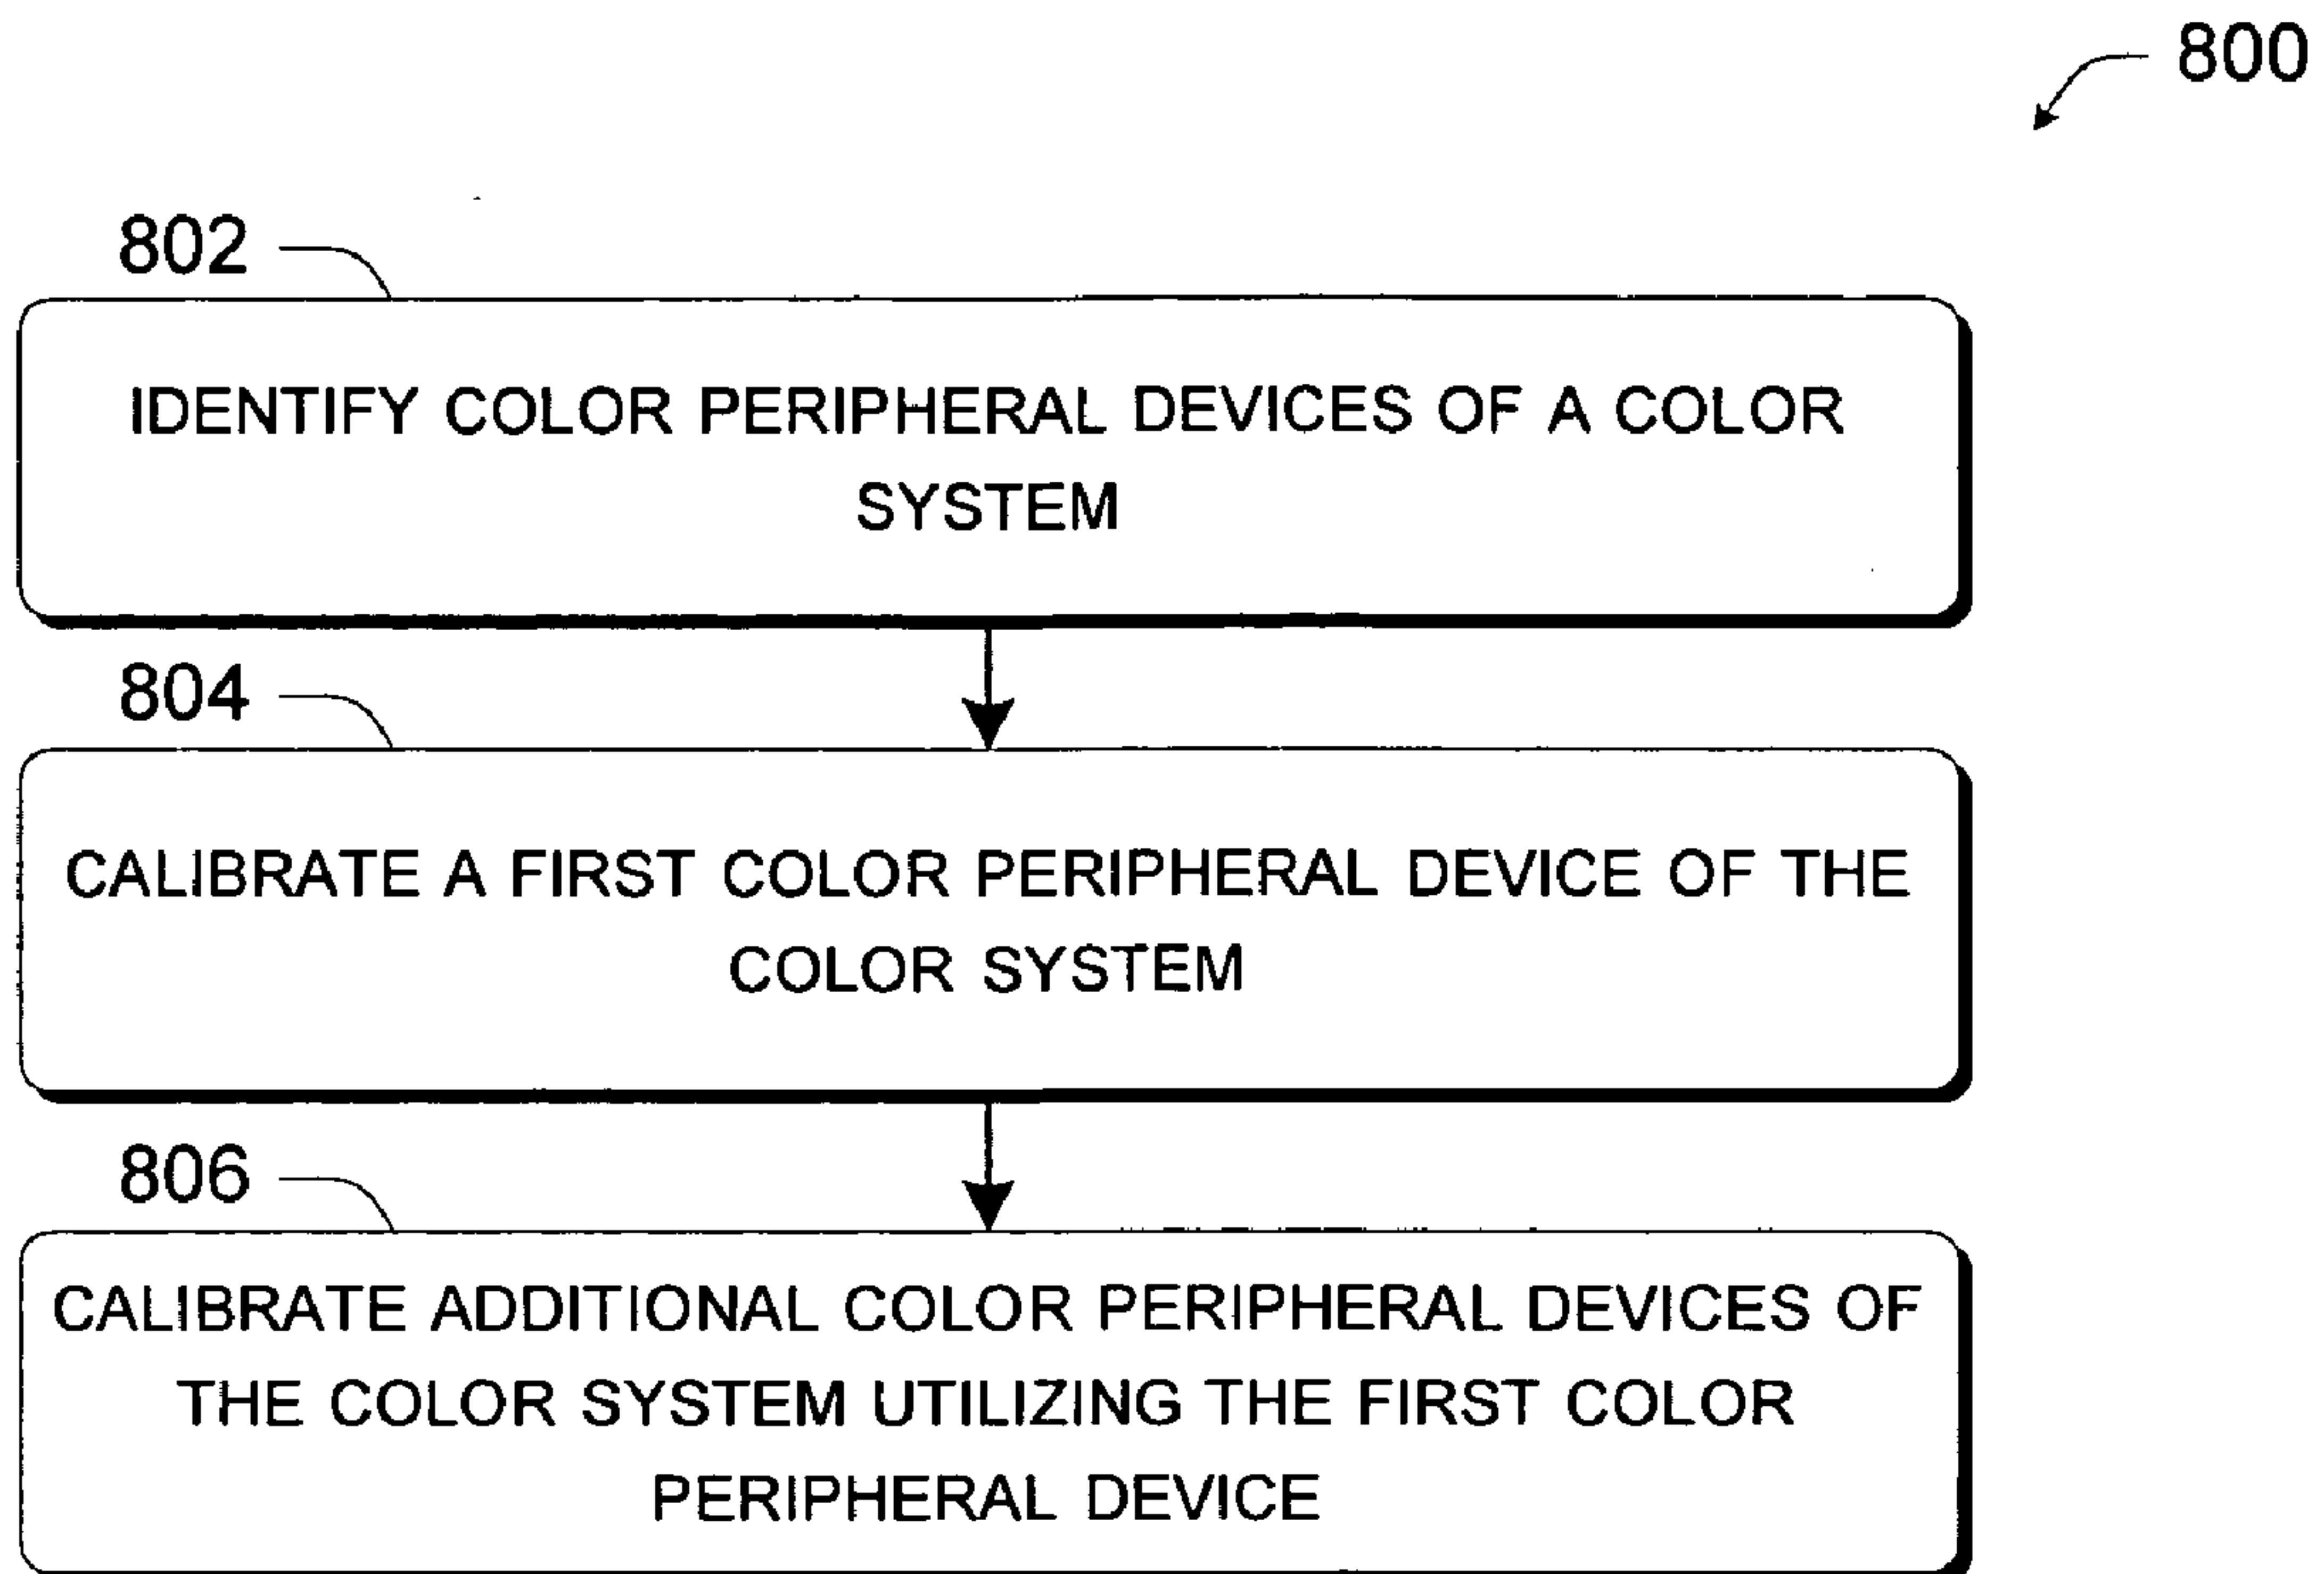 800
802
IDENTIFY COLOR PERIPHERAL DEVICES OF A COLOR
SYSTEM
804
CALIBRATE A FIRST COLOR PERIPHERAL DEVICE OF THE
COLOR SYSTEM
806
CALIBRATE ADDITIONAL COLOR PERIPHERAL DEVICES OF
THE COLOR SYSTEM UTILIZING THE FIRST COLOR
PERIPHERAL DEVICE